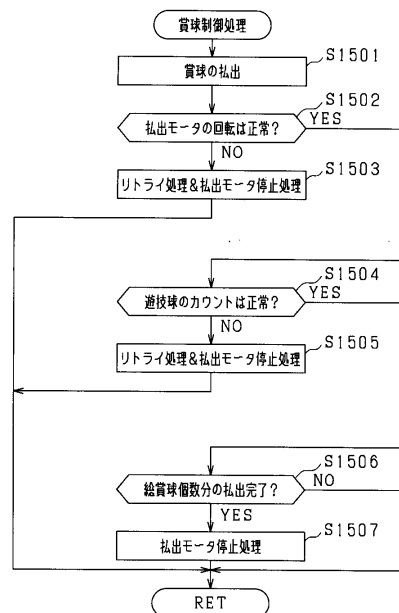 賞球制御処理
S1501
賞球の払出
S1502
払出モータの回転は正常?
YES
NO
S1503
リトライ処理&払出モータ停止処理
S1504
遊技球のカウントは正常?
YES
NO
S1505
リトライ処理&払出モータ停止処理
S1506
絵賞球個数分の払出完了?
NO
YES
S1507
払出モータ停止処理
RET